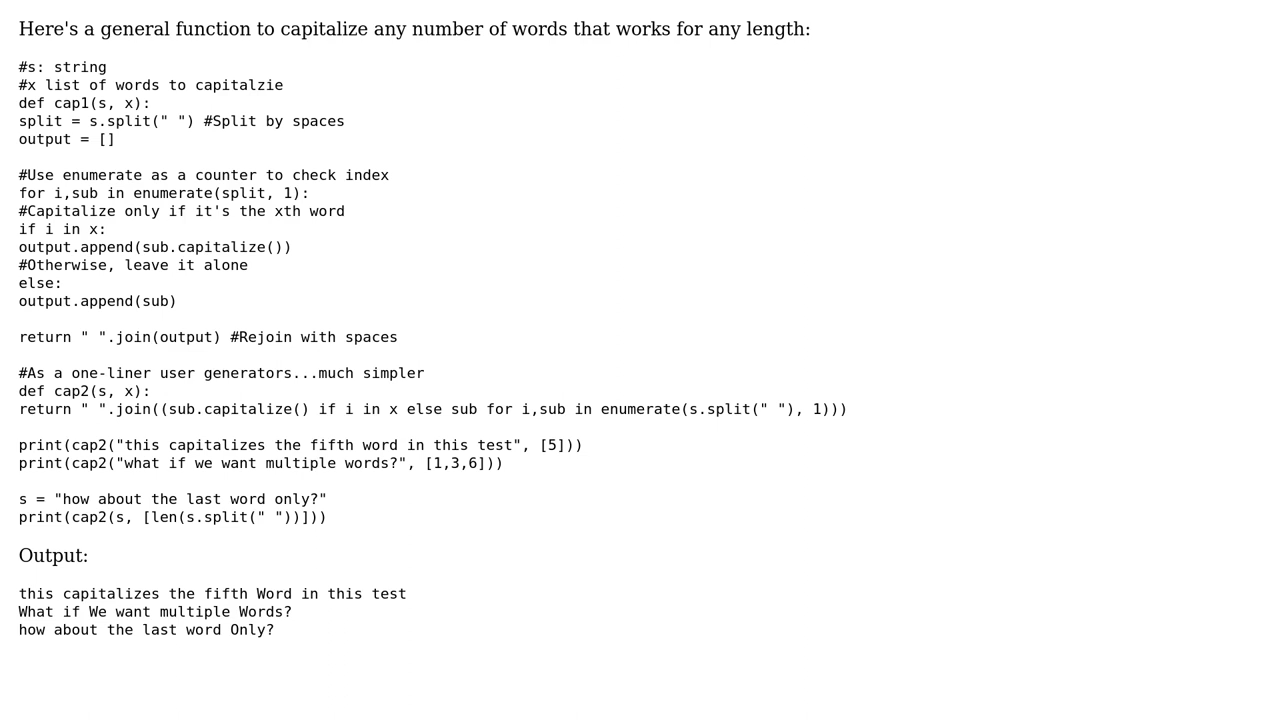 Here's a general function to capitalize any number of words that works for any length:
#s: string
#x list of words to capitalzie
def cap1(s, x):
split = s.split(" ") #Split by spaces
output = []
#Use enumerate as a counter to check index
for i,sub in enumerate(split, 1):
#Capitalize only if it's the xth word
if i in x:
output.append(sub.capitalize())
#Otherwise, leave it alone
else:
output.append(sub)
return " ".join(output) #Rejoin with spaces
#As a one-liner user generators...much simpler
def cap2(s, x):
return " ".join((sub.capitalize() if i in x else sub for i,sub in enumerate(s.split(" "), 1)))
print(cap2("this capitalizes the fifth word in this test", [5]))
print(cap2("what if we want multiple words?", [1,3,6]))
s = "how about the last word only?"
print(cap2(s, [len(s.split(" "))]))
Output:
this capitalizes the fifth Word in this test
What if We want multiple Words?
how about the last word Only?